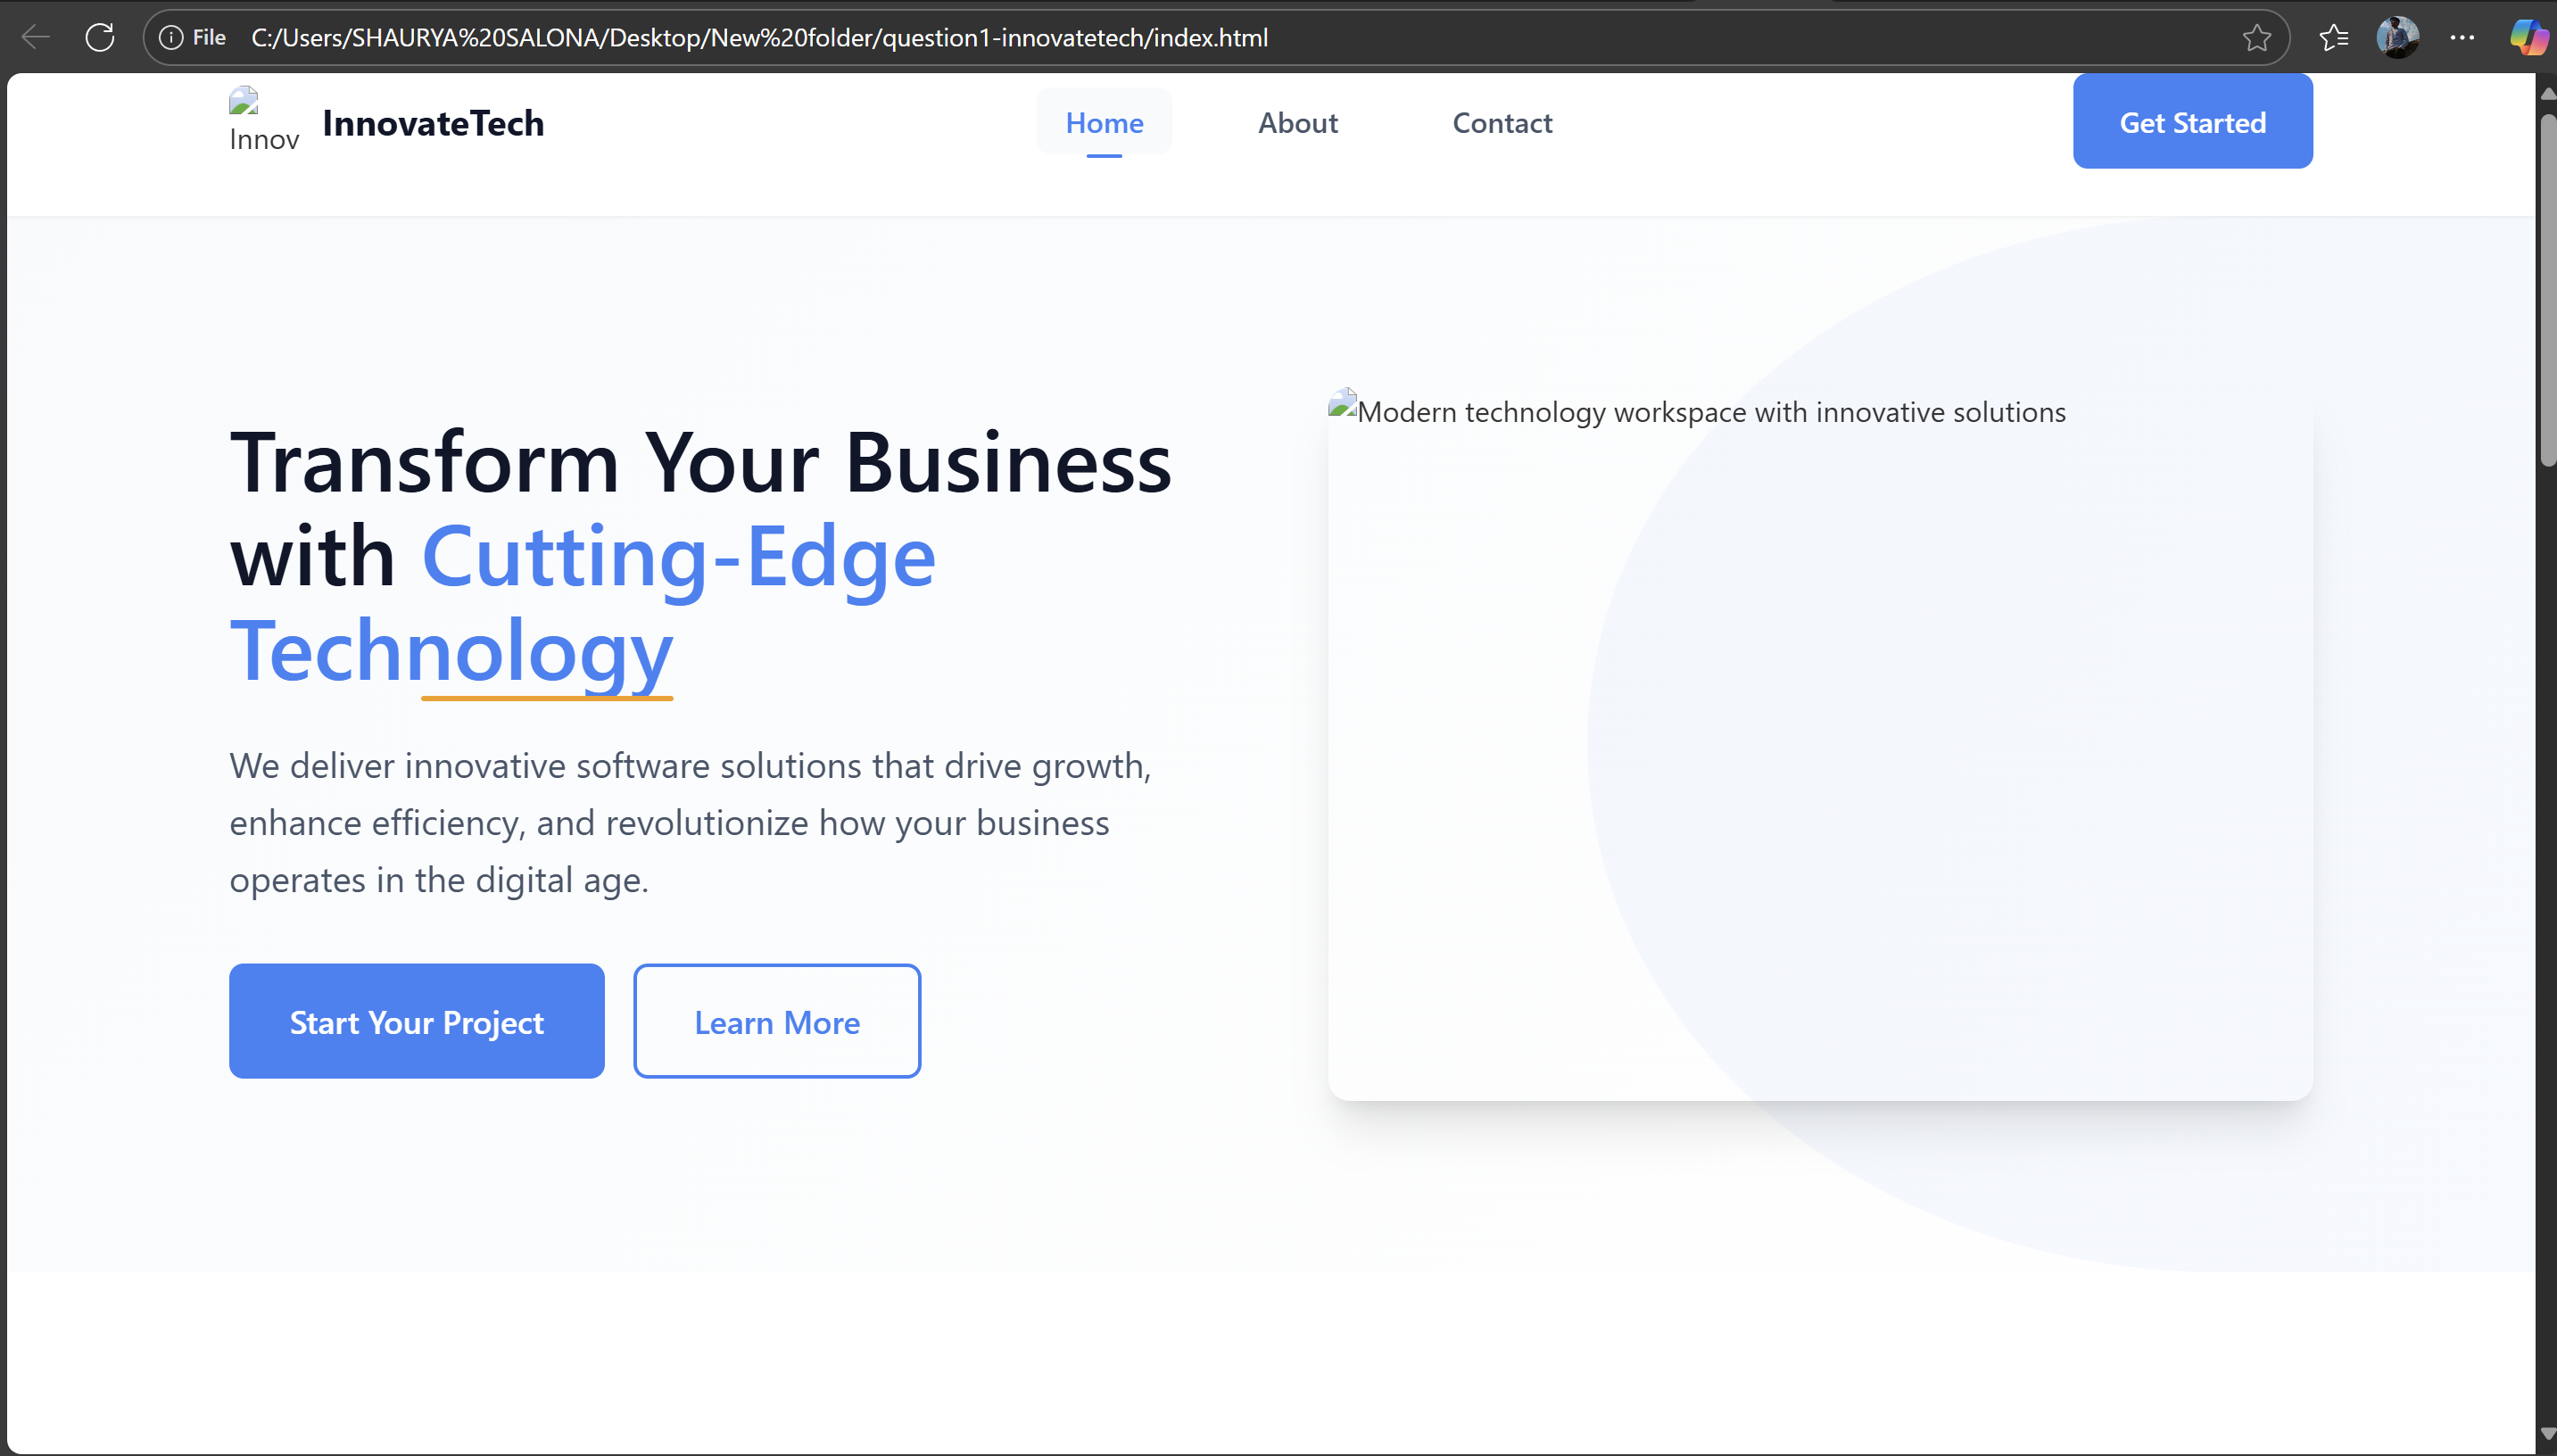 File C:/Users/SHAURYA%20SALONA/Desktop/New%20folder/question1-innovatetech/index.html
Innov InnovateTech Home About Contact Get Started
Modern technology workspace with innovative solutions
Transform Your Business
with Cutting-Edge
Technology
We deliver innovative software solutions that drive growth,
enhance efficiency, and revolutionize how your business
operates in the digital age.
Start Your Project Learn More